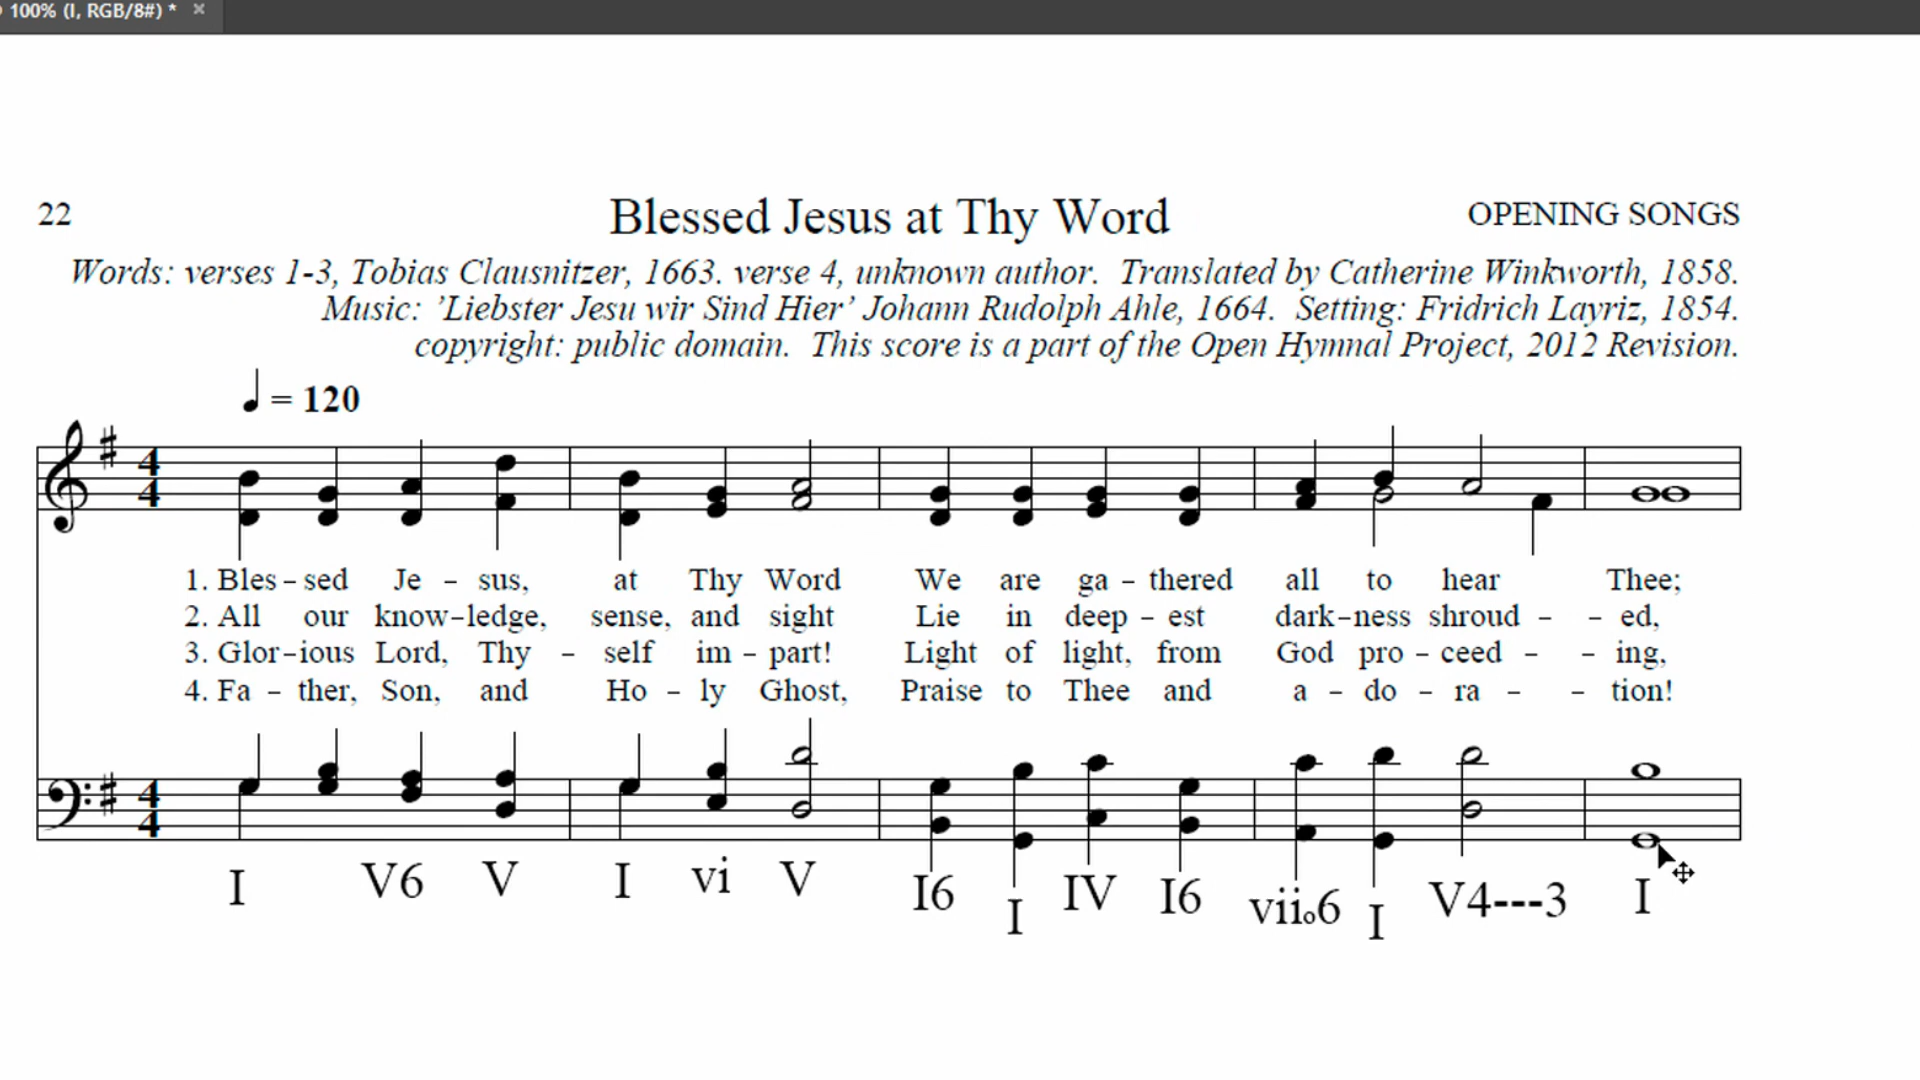 100% (I, RGB/8#) * ×
22 Blessed Jesus at Thy Word OPENING SONGS
Words: verses 1-3, Tobias Clausnitzer, 1663. verse 4, unknown author. Translated by Catherine Winkworth, 1858.
Music: 'Liebster Jesu wir Sind Hier' Johann Rudolph Ahle, 1664. Setting: Fridrich Layriz, 1854.
copyright: public domain. This score is a part of the Open Hymnal Project, 2012 Revision.
♩ = 120
4 4
1. Bles – sed Je – sus, at Thy Word We are ga – thered all to hear Thee;
2. All our know–ledge, sense, and sight Lie in deep – est dark–ness shroud – – ed,
3. Glor–ious Lord, Thy – self im – part! Light of light, from God pro – ceed – – ing,
4. Fa – ther, Son, and Ho – ly Ghost, Praise to Thee and a – do – ra – – tion!
4 4
I V6 V I vi V I6 I IV I6 viio6 I V4---3 I